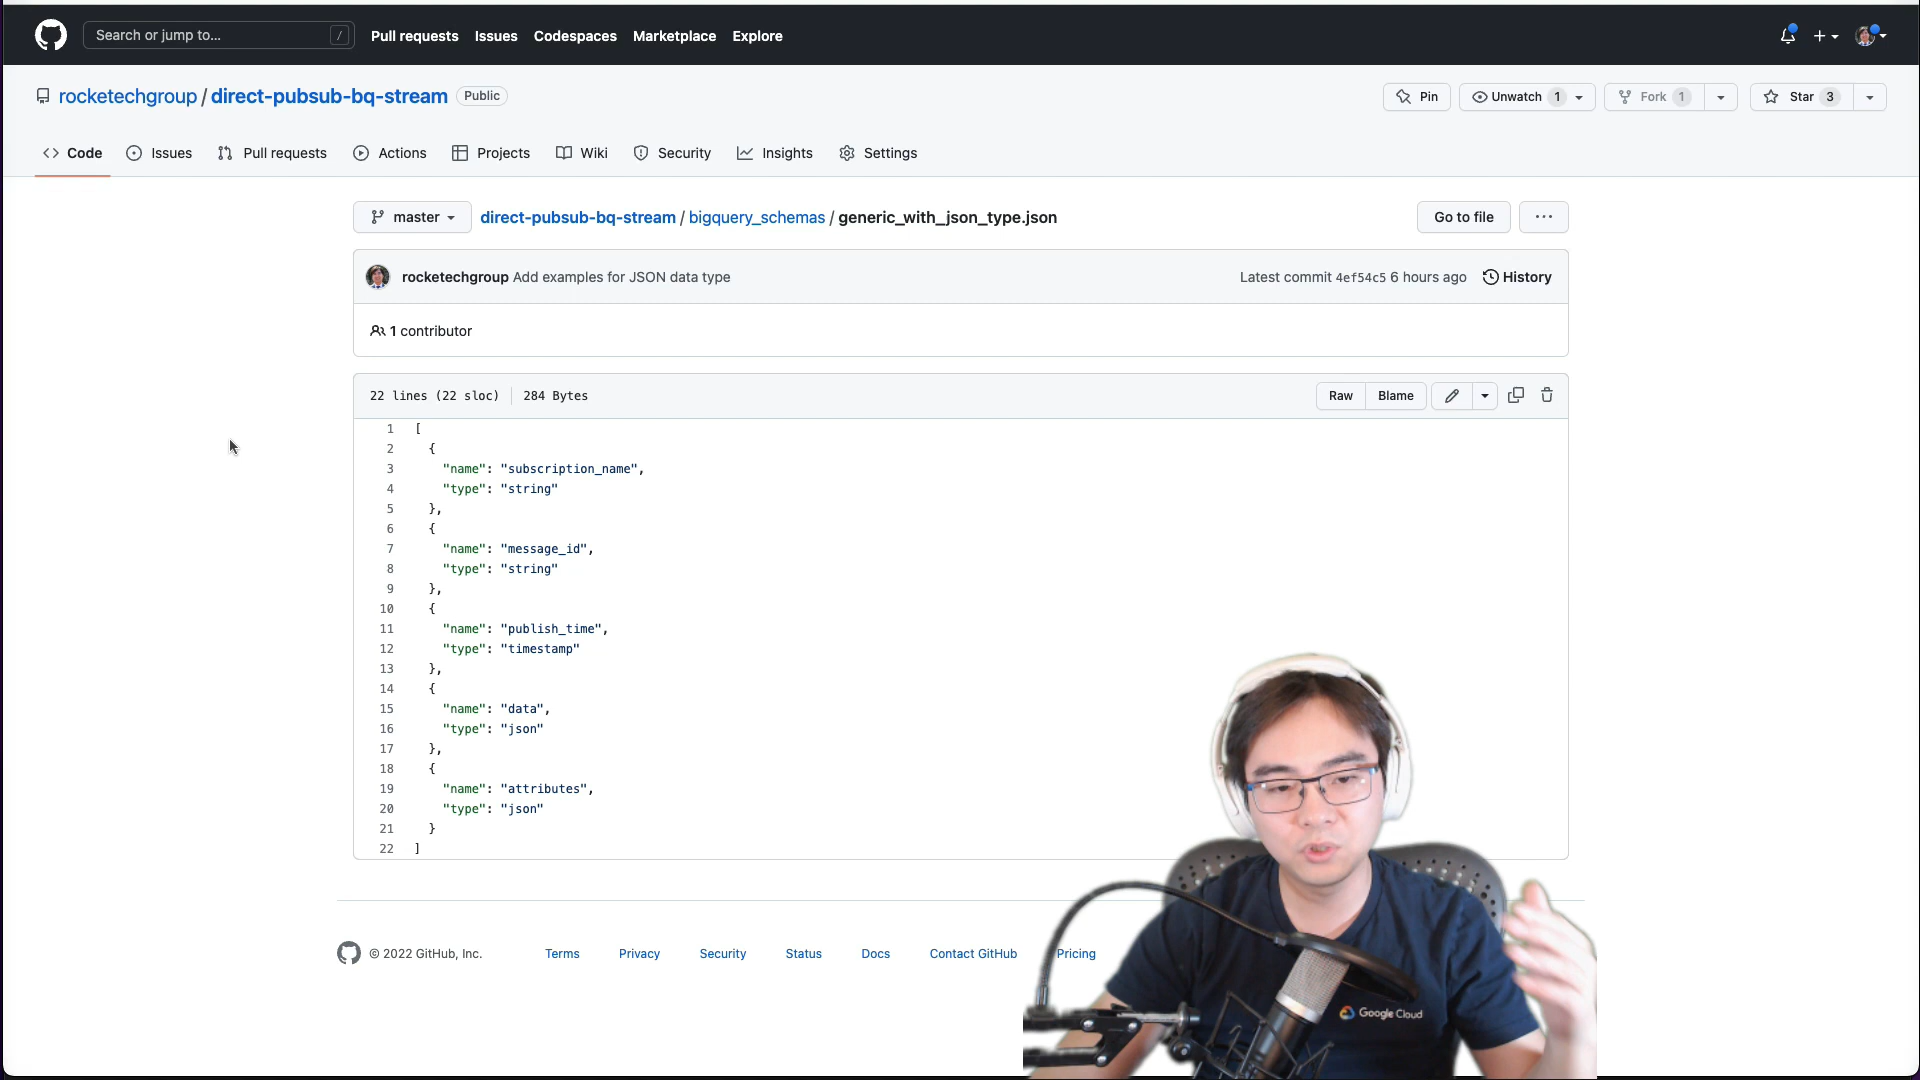 Search or jump to... /
Pull requests Issues Codespaces Marketplace Explore
rocketechgroup / direct-pubsub-bq-stream Public
Pin Unwatch 1 Fork 1 Star 3
Code Issues Pull requests Actions Projects Wiki Security Insights Settings
master direct-pubsub-bq-stream / bigquery_schemas / generic_with_json_type.json Go to file ...
rocketechgroup Add examples for JSON data type Latest commit 4ef54c5 6 hours ago History
1 contributor
22 lines (22 sloc) 284 Bytes Raw Blame
1 [
2 {
3 "name": "subscription_name",
4 "type": "string"
5 },
6 {
7 "name": "message_id",
8 "type": "string"
9 },
10 {
11 "name": "publish_time",
12 "type": "timestamp"
13 },
14 {
15 "name": "data",
16 "type": "json"
17 },
18 {
19 "name": "attributes",
20 "type": "json"
21 }
22 ]
© 2022 GitHub, Inc. Terms Privacy Security Status Docs Contact GitHub Pricing
Google Cloud